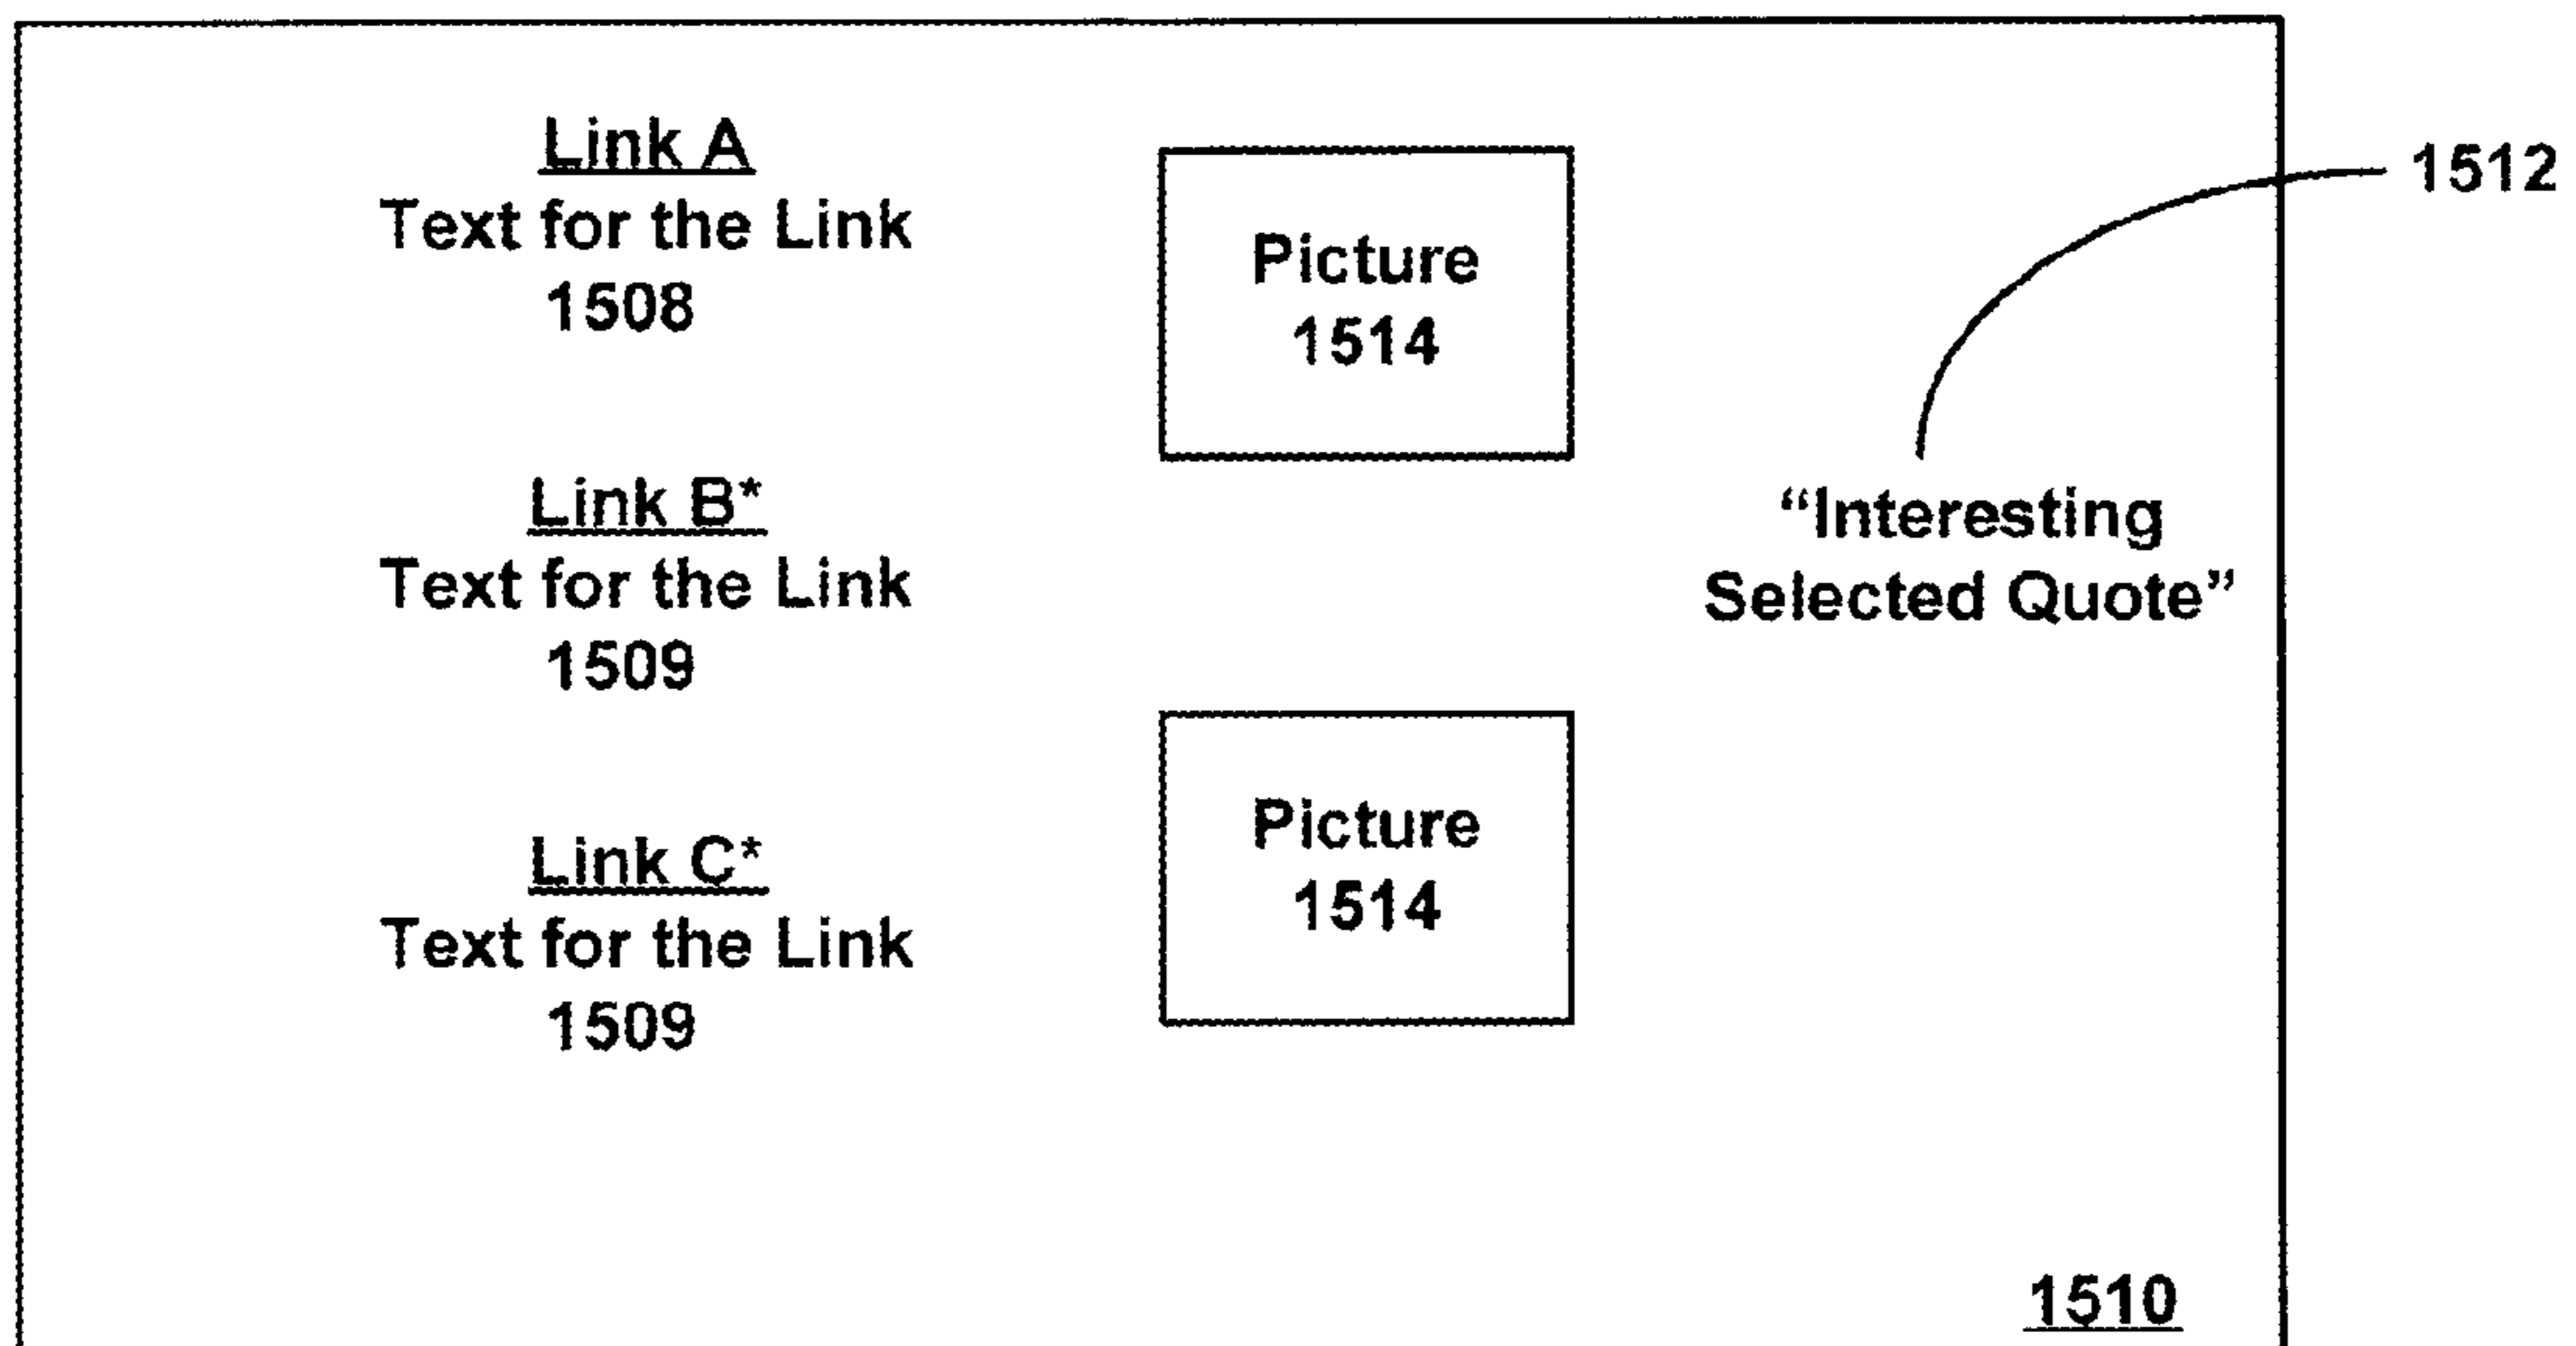 Link A
Text for the Link
1508
Link B*
Text for the Link
1509
Link C*
Text for the Link
1509
Picture
1514
Picture
1514
1512
“Interesting
Selected Quote”
1510